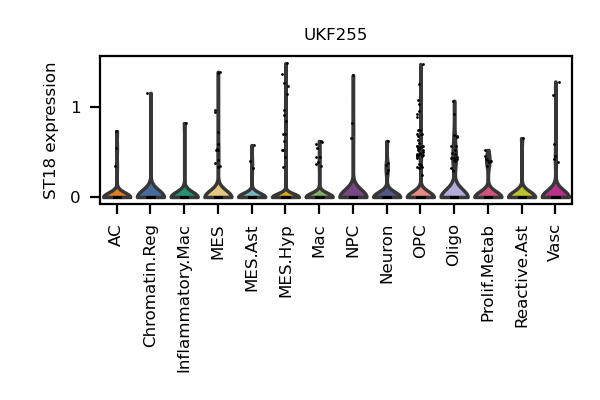 UKF255
ST18 expression
1
0
AC
Chromatin.Reg
Inflammatory.Mac
MES
MES.Ast
MES.Hyp
Mac
NPC
Neuron
OPC
Oligo
Prolif.Metab
Reactive.Ast
Vasc